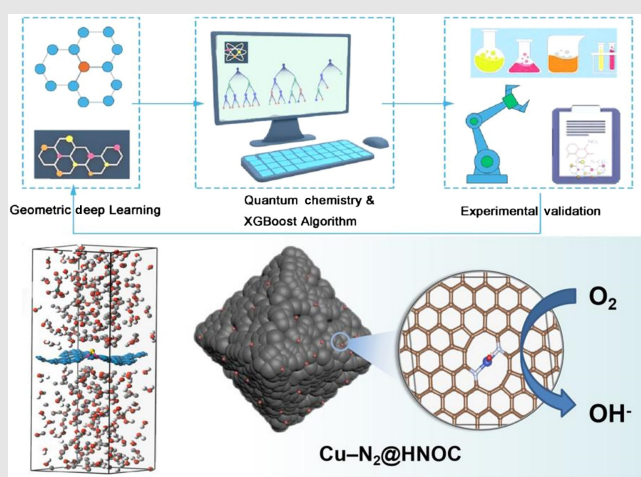 Geometric deep Learning
Quantum chemistry &
XGBoost Algorithm
Experimental validation
O₂
OH⁻
Cu–N₂@HNOC